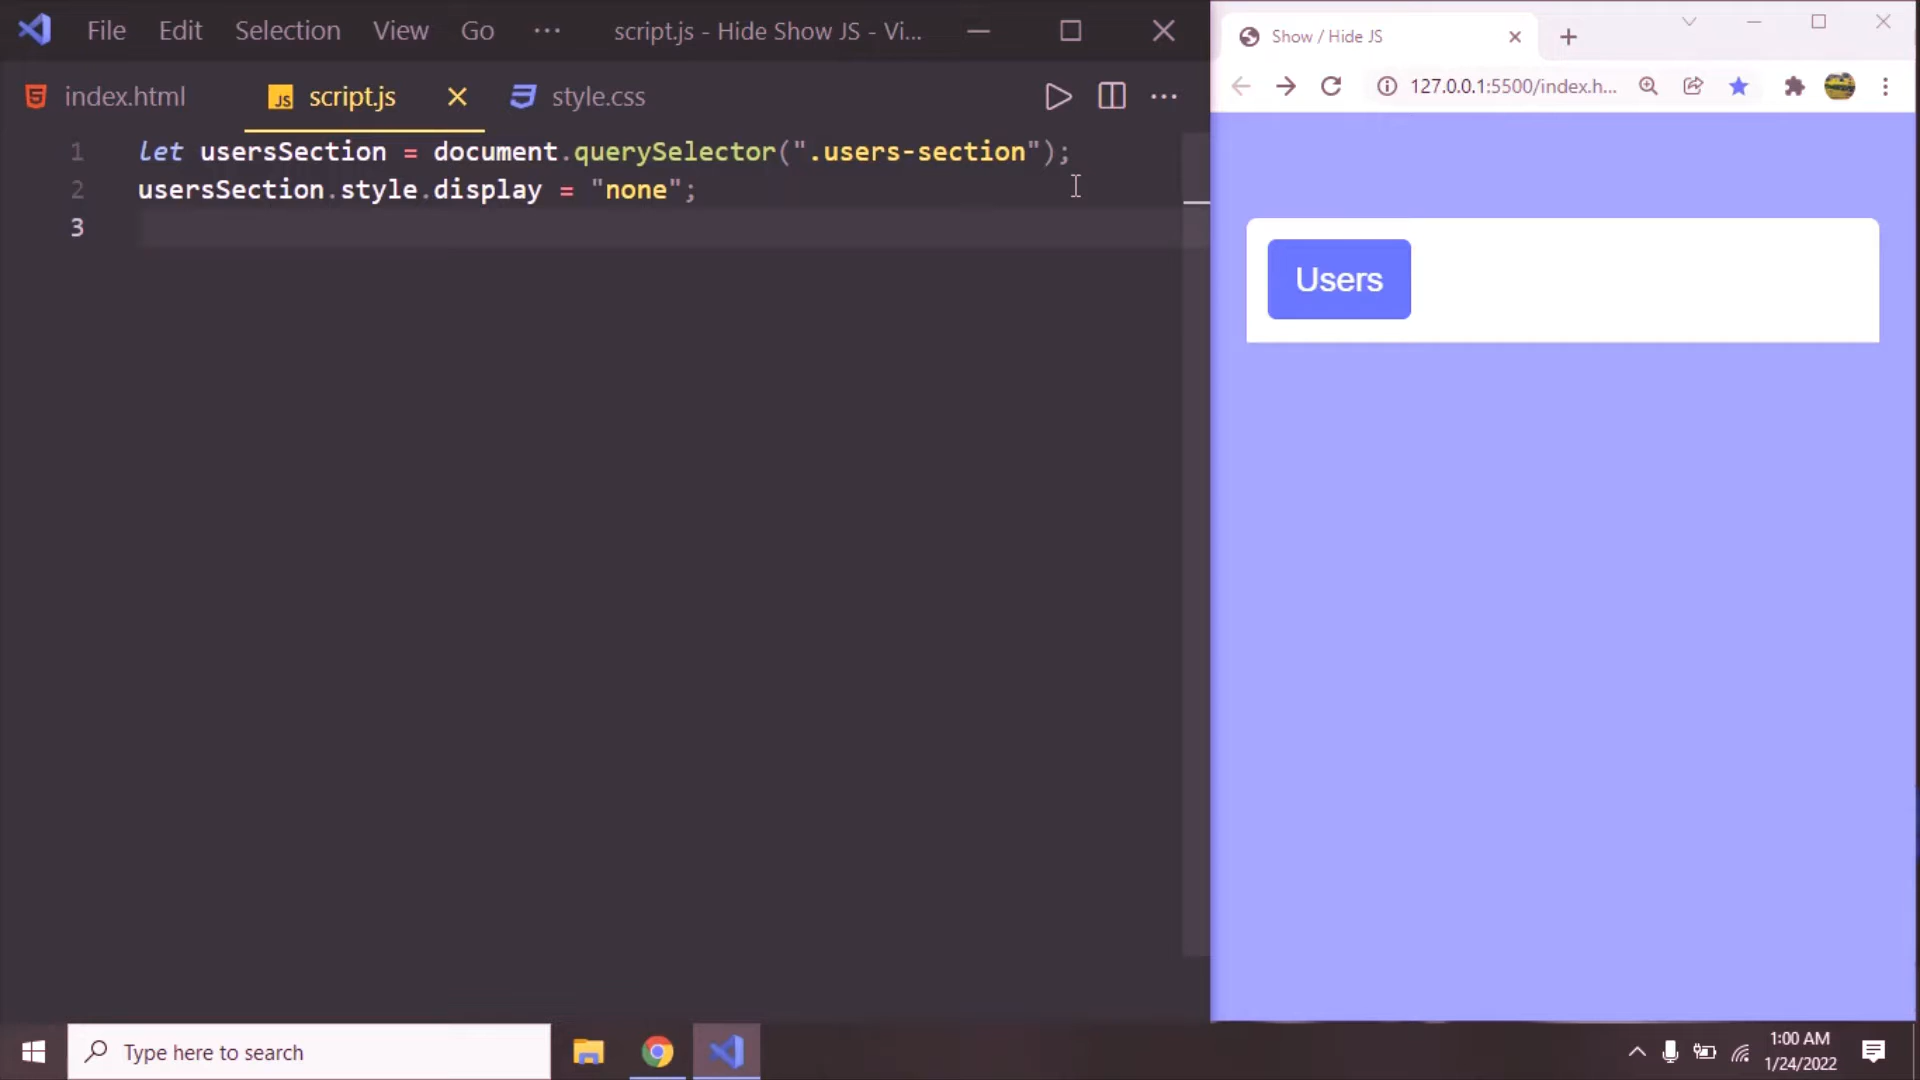 File Edit Selection View Go ··· script.js - Hide Show JS - Vi...
index.html script.js style.css
1 let usersSection = document.querySelector(".users-section");
2 usersSection.style.display = "none";
3
Show / Hide JS
127.0.0.1:5500/index.h...
Users
Type here to search
1:00 AM
1/24/2022